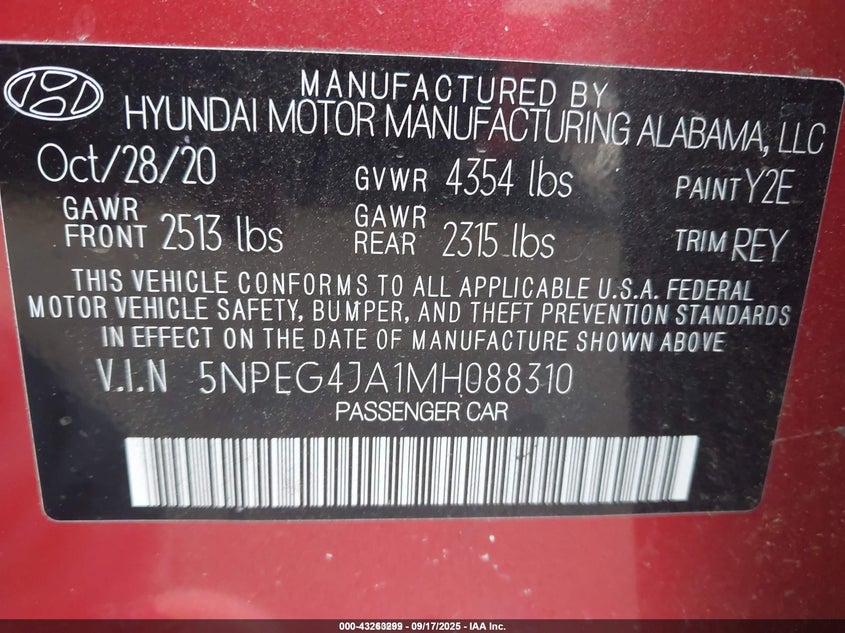 MANUFACTURED BY
HYUNDAI MOTOR MANUFACTURING ALABAMA, LLC
Oct/28/20 GVWR 4354 lbs PAINT Y2E
GAWR FRONT 2513 lbs GAWR REAR 2315 lbs TRIM REY
THIS VEHICLE CONFORMS TO ALL APPLICABLE U.S.A. FEDERAL
MOTOR VEHICLE SAFETY, BUMPER, AND THEFT PREVENTION STANDARDS
IN EFFECT ON THE DATE OF MANUFACTURE SHOWN ABOVE
V.I.N 5NPEG4JA1MH088310
PASSENGER CAR
09/17/2025 - IAA Inc.